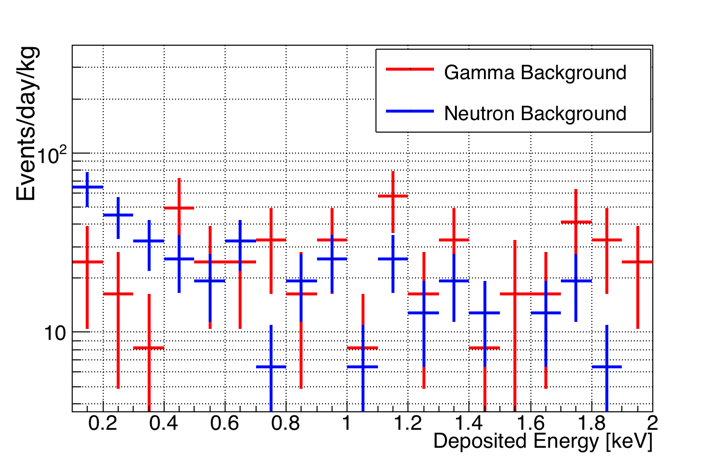 Events/day/kg
Gamma Background
Neutron Background
10²
10
0.2 0.4 0.6 0.8 1 1.2 1.4 1.6 1.8 2
Deposited Energy [keV]